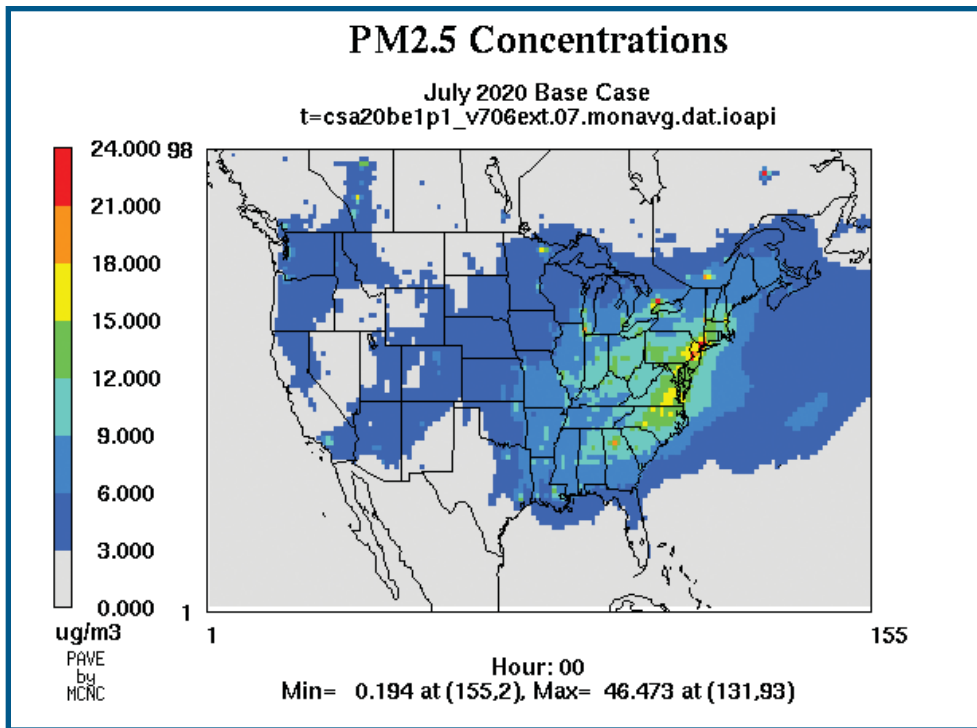 PM2.5 Concentrations
July 2020 Base Case
t=csa20be1p1_v706ext.07.monavg.dat.ioapi
24.000
21.000
18.000
15.000
12.000
9.000
6.000
3.000
0.000
ug/m3
PAVE
by
MCNC
98
1
1
155
Hour: 00
Min= 0.194 at (155,2), Max= 46.473 at (131,93)